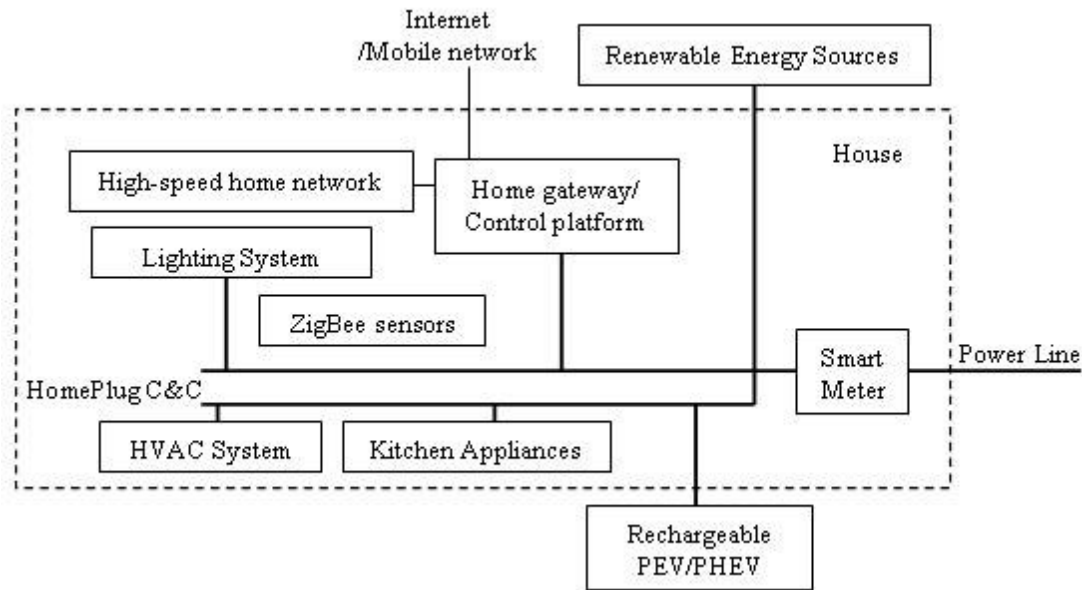 Internet
/Mobile network
Renewable Energy Sources
House
High-speed home network
Home gateway/
Control platform
Lighting System
ZigBee sensors
Smart
Meter
Power Line
HomePlug C&C
HVAC System
Kitchen Appliances
Rechargeable
PEV/PHEV